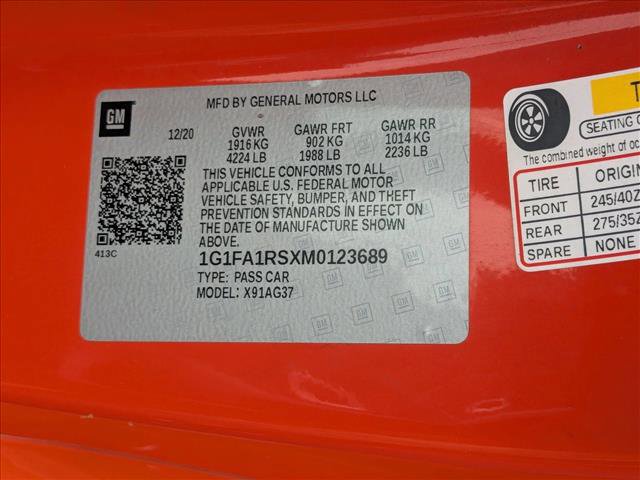 GM
MFD BY GENERAL MOTORS LLC
12/20 GVWR GAWR FRT GAWR RR
1916 KG 902 KG 1014 KG
4224 LB 1988 LB 2236 LB
THIS VEHICLE CONFORMS TO ALL
APPLICABLE U.S. FEDERAL MOTOR
VEHICLE SAFETY, BUMPER, AND THEFT
PREVENTION STANDARDS IN EFFECT ON
THE DATE OF MANUFACTURE SHOWN
ABOVE.
413C
1G1FA1RSXM0123689
TYPE: PASS CAR
MODEL: X91AG37
SEATING
The combined weight of
TIRE ORIGIN
FRONT 245/40Z
REAR 275/35Z
SPARE NONE